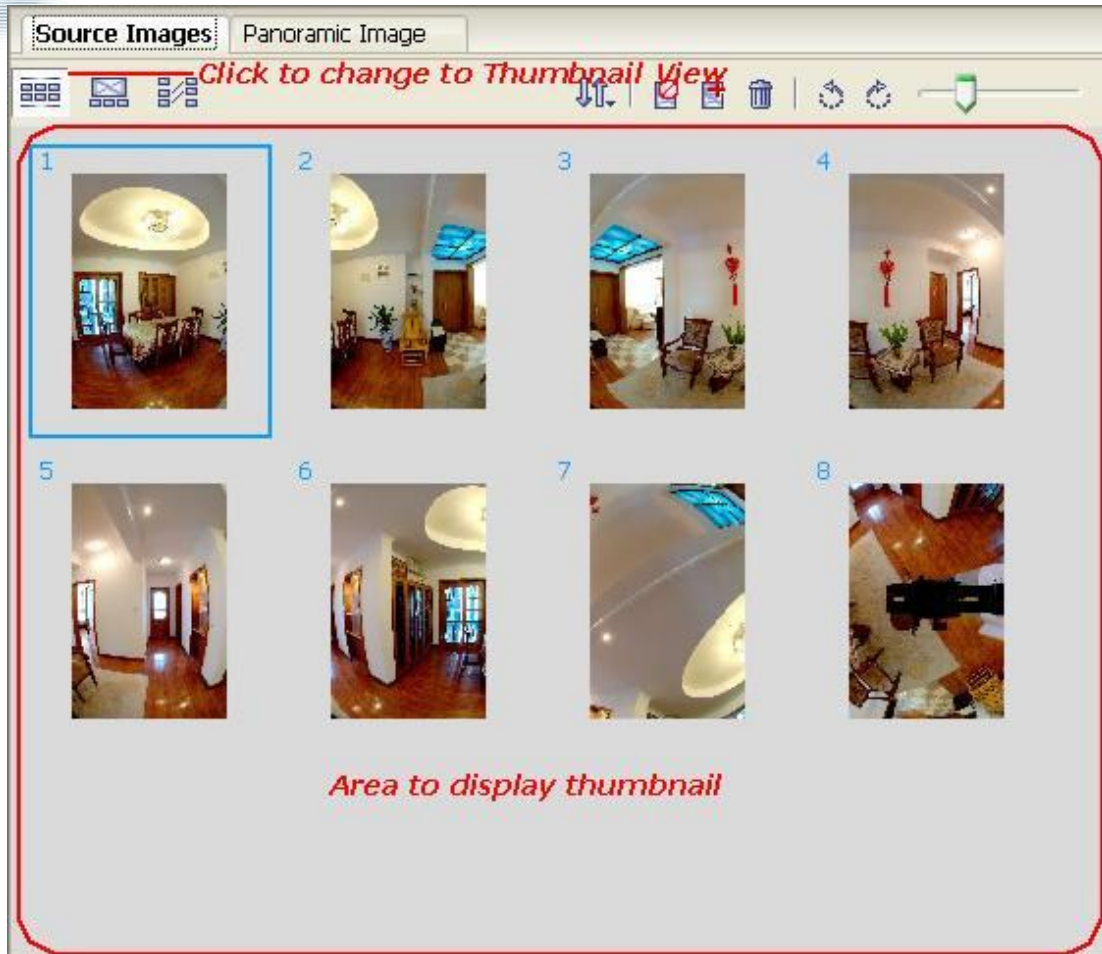 Source Images Panoramic Image
Click to change to Thumbnail View
1 2 3 4
5 6 7 8
Area to display thumbnail